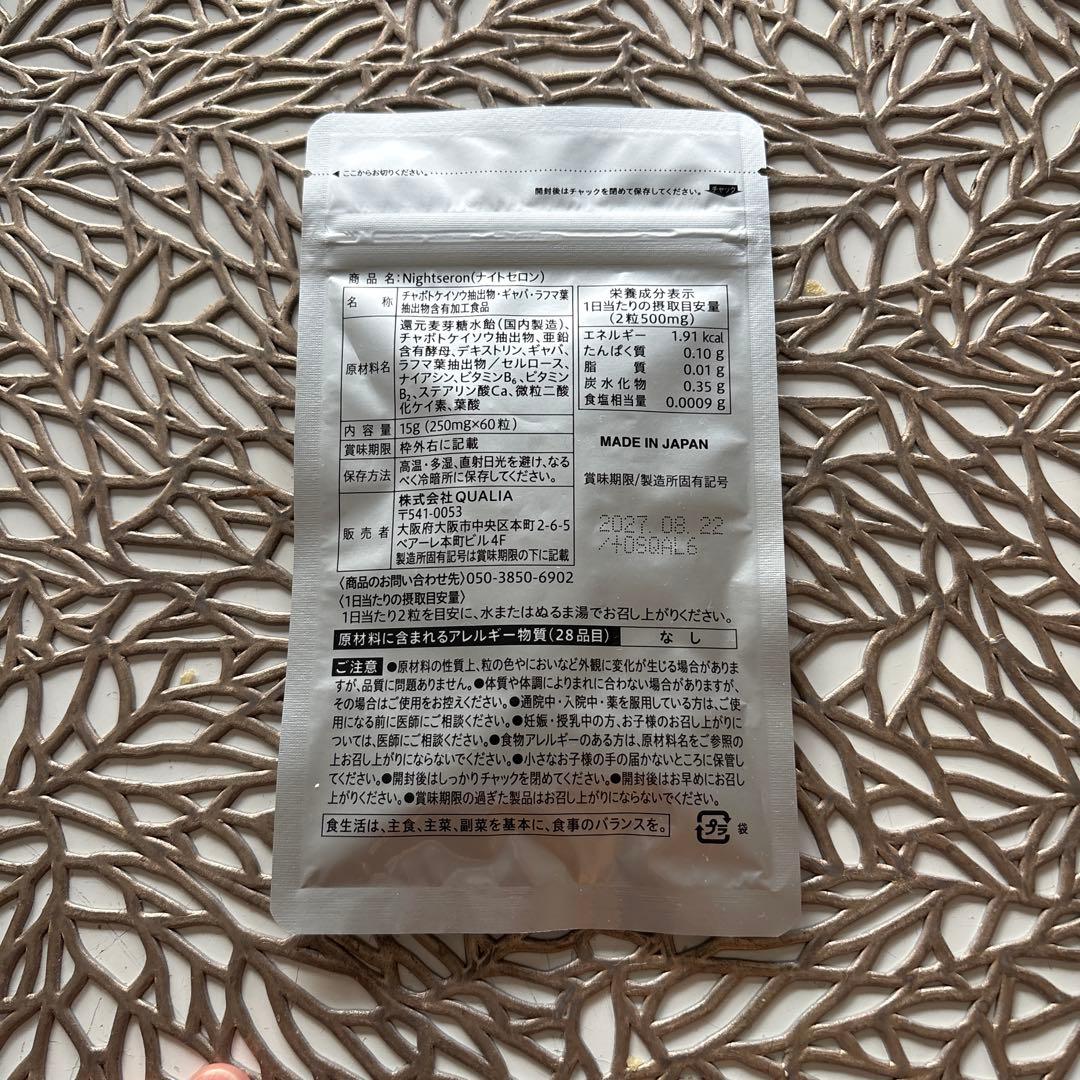 ◀ここからお切りください。
開封後はチャックを閉めて保存してください。 チャック
商品名:Nightseron(ナイトセロン)
名称 チャボトケイソウ抽出物・ギャバ・ラフマ葉
抽出物含有加工食品
原材料名 還元麦芽糖水飴(国内製造)、
チャボトケイソウ抽出物、亜鉛
含有酵母、デキストリン、ギャバ、
ラフマ葉抽出物/セルロース、
ナイアシン、ビタミンB₆、ビタミン
B₂、ステアリン酸Ca、微粒二酸
化ケイ素、葉酸
内容量 15g(250mg×60粒)
賞味期限 枠外右に記載
保存方法 高温・多湿、直射日光を避け、なる
べく冷暗所に保存してください。
販売者 株式会社QUALIA
〒541-0053
大阪府大阪市中央区本町2-6-5
ベアーレ本町ビル4F
製造所固有記号は賞味期限の下に記載
栄養成分表示
1日当たりの摂取目安量
(2粒500mg)
エネルギー 1.91 kcal
たんぱく質 0.10 g
脂質 0.01 g
炭水化物 0.35 g
食塩相当量 0.0009 g
MADE IN JAPAN
賞味期限/製造所固有記号
2027.08.22
/+08QAL6
〈商品のお問い合わせ先〉050-3850-6902
〈1日当たりの摂取目安量〉
1日当たり2粒を目安に、水またはぬるま湯でお召し上がりください。
原材料に含まれるアレルギー物質(28品目) なし
ご注意 ●原材料の性質上、粒の色やにおいなど外観に変化が生じる場合がありま
すが、品質に問題ありません。●体質や体調によりまれに合わない場合がありますが、
その場合はご使用をお控えください。●通院中・入院中・薬を服用している方は、ご使
用になる前に医師にご相談ください。●妊娠・授乳中の方、お子様のお召し上がりに
ついては、医師にご相談ください。●食物アレルギーのある方は、原材料名をご参照の
上お召し上がりにならないでください。●小さなお子様の手の届かないところに保管し
てください。●開封後はしっかりチャックを閉めてください。●開封後はお早めにお召し
上がりください。●賞味期限の過ぎた製品はお召し上がりにならないでください。
食生活は、主食、主菜、副菜を基本に、食事のバランスを。
プラ 袋